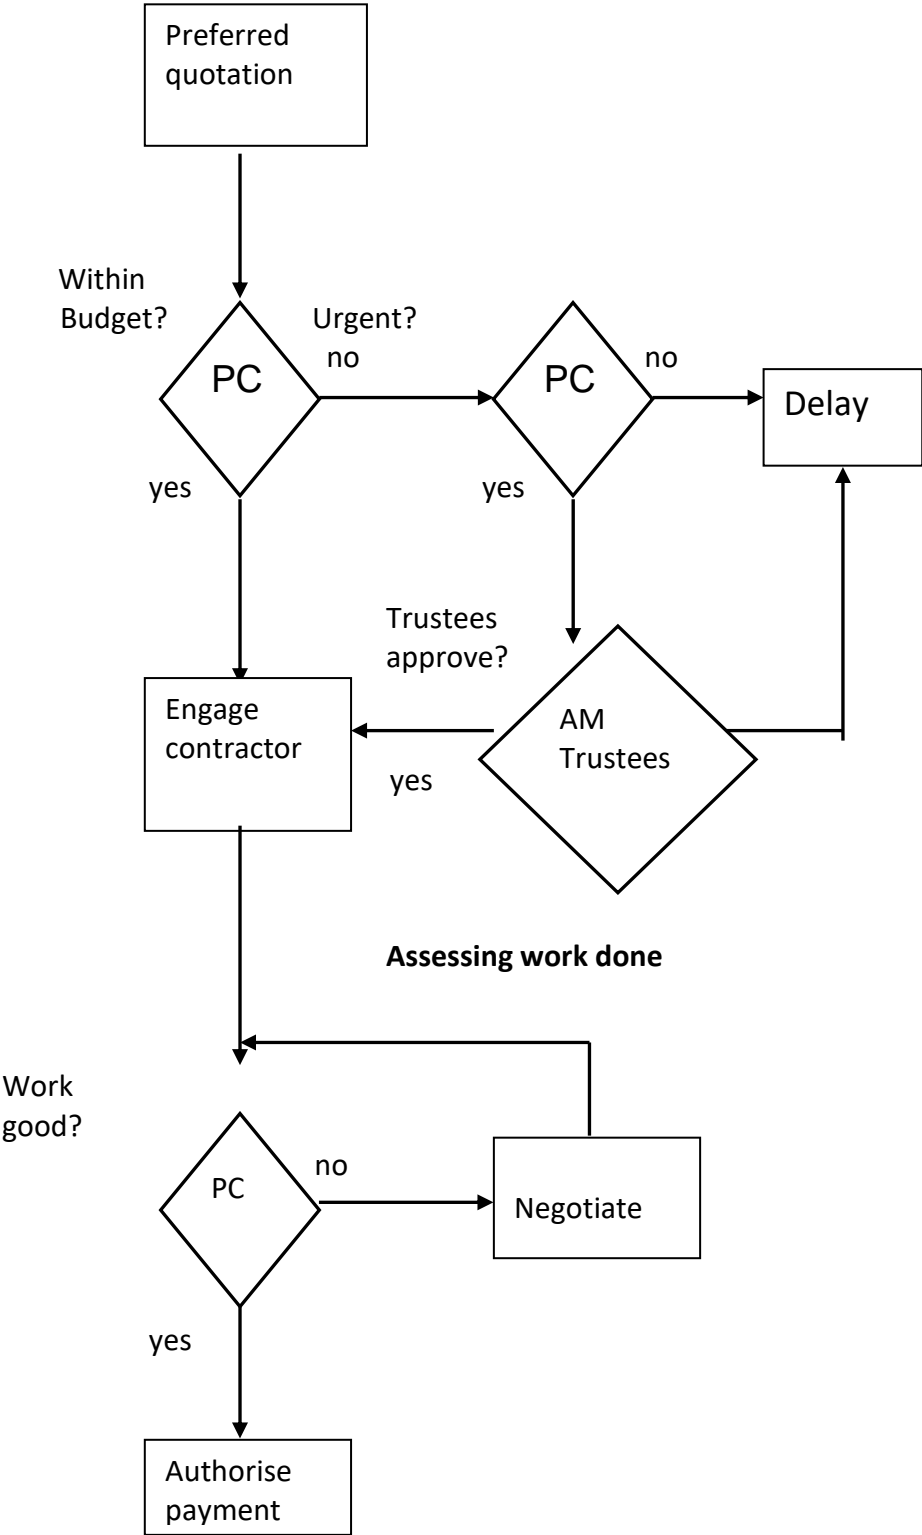 Preferred
quotation
Within
Budget?
Urgent?
no
PC
PC
no
Delay
yes
yes
Trustees
approve?
Engage
contractor
AM
Trustees
yes
Assessing work done
Work
good?
PC
no
Negotiate
yes
Authorise
payment